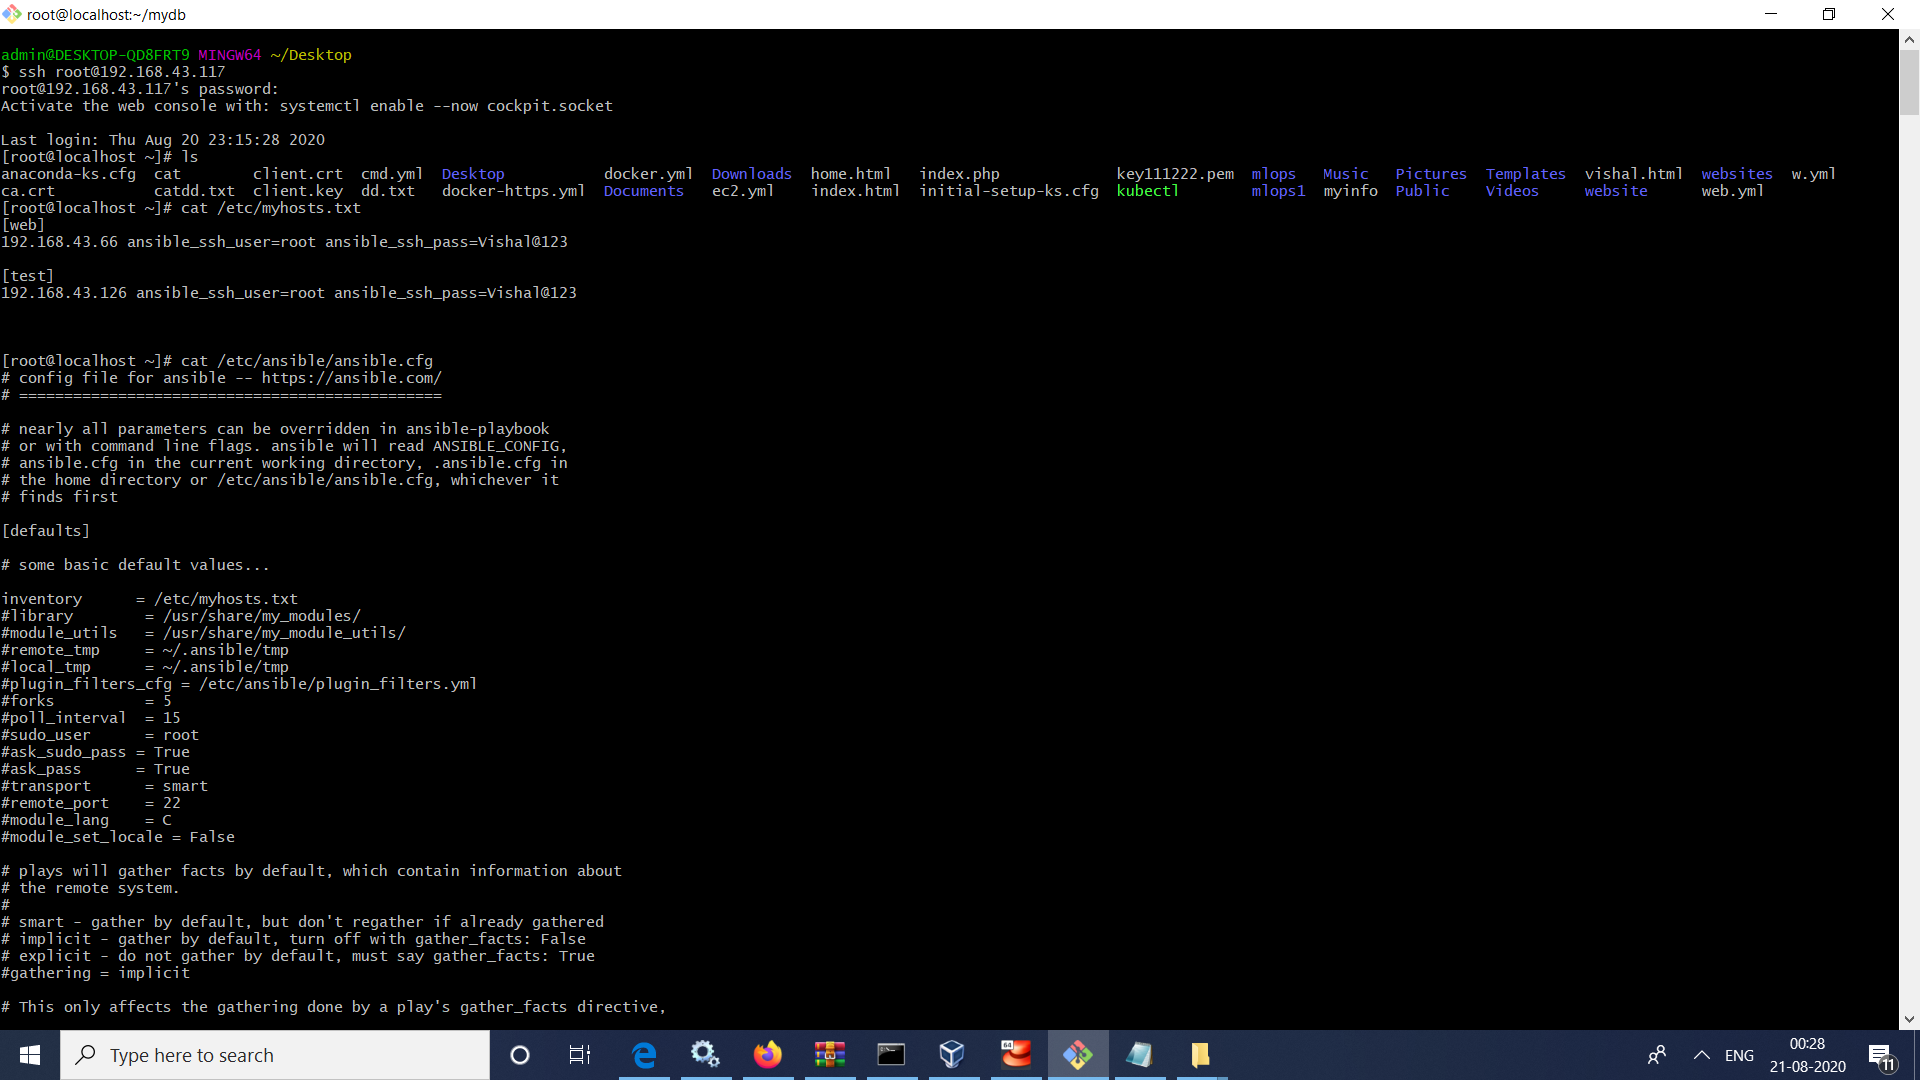 root@localhost:~/mydb
admin@DESKTOP-QD8FRT9 MINGW64 ~/Desktop
$ ssh root@192.168.43.117
root@192.168.43.117's password:
Activate the web console with: systemctl enable --now cockpit.socket
Last login: Thu Aug 20 23:15:28 2020
[root@localhost ~]# ls
anaconda-ks.cfg  cat        client.crt  cmd.yml  Desktop           docker.yml  Downloads  home.html   index.php             key111222.pem  mlops   Music   Pictures  Templates  vishal.html  websites  w.yml
ca.crt           catdd.txt  client.key  dd.txt   docker-https.yml  Documents   ec2.yml    index.html  initial-setup-ks.cfg  kubectl        mlops1  myinfo  Public    Videos     website      web.yml
[root@localhost ~]# cat /etc/myhosts.txt
[web]
192.168.43.66 ansible_ssh_user=root ansible_ssh_pass=Vishal@123
[test]
192.168.43.126 ansible_ssh_user=root ansible_ssh_pass=Vishal@123
[root@localhost ~]# cat /etc/ansible/ansible.cfg
# config file for ansible -- https://ansible.com/
# ===============================================
# nearly all parameters can be overridden in ansible-playbook
# or with command line flags. ansible will read ANSIBLE_CONFIG,
# ansible.cfg in the current working directory, .ansible.cfg in
# the home directory or /etc/ansible/ansible.cfg, whichever it
# finds first
[defaults]
# some basic default values...
inventory      = /etc/myhosts.txt
#library        = /usr/share/my_modules/
#module_utils   = /usr/share/my_module_utils/
#remote_tmp     = ~/.ansible/tmp
#local_tmp      = ~/.ansible/tmp
#plugin_filters_cfg = /etc/ansible/plugin_filters.yml
#forks          = 5
#poll_interval  = 15
#sudo_user      = root
#ask_sudo_pass = True
#ask_pass      = True
#transport      = smart
#remote_port    = 22
#module_lang    = C
#module_set_locale = False
# plays will gather facts by default, which contain information about
# the remote system.
#
# smart - gather by default, but don't regather if already gathered
# implicit - gather by default, turn off with gather_facts: False
# explicit - do not gather by default, must say gather_facts: True
#gathering = implicit
# This only affects the gathering done by a play's gather_facts directive,
Type here to search
64
ENG
00:28
21-08-2020
11